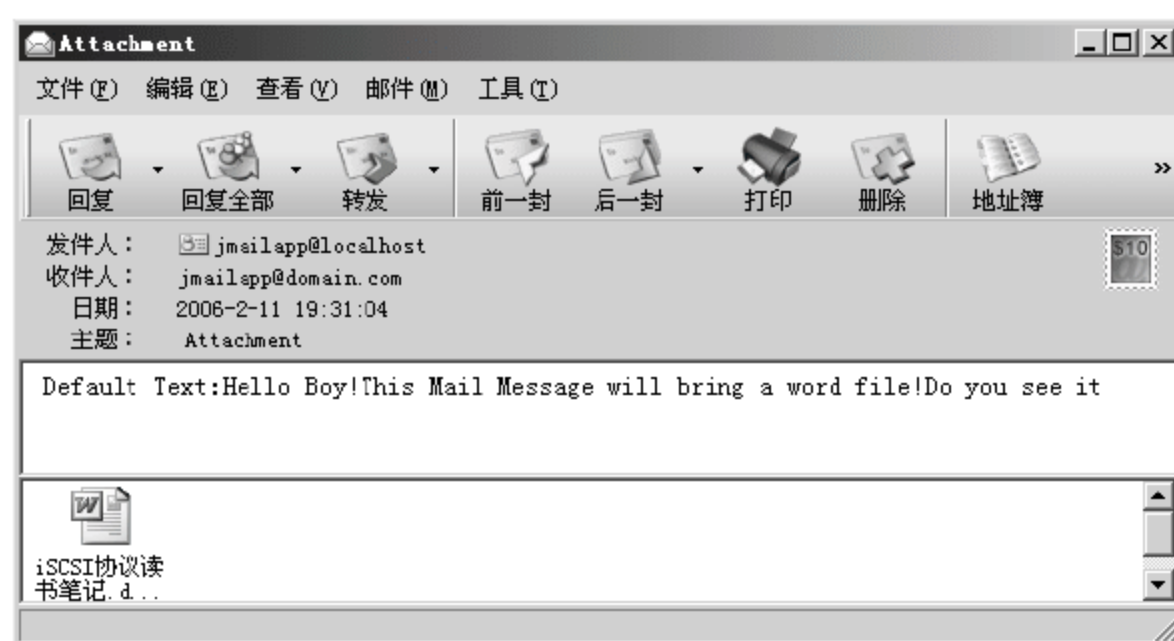 Attachment
文件(F) 编辑(E) 查看(V) 邮件(M) 工具(T)
回复 回复全部 转发 前一封 后一封 打印 删除 地址簿 »
发件人： jmailapp@localhost
收件人： jmailapp@domain.com
日期： 2006-2-11 19:31:04
主题： Attachment
$10
Default Text:Hello Boy!This Mail Message will bring a word file!Do you see it
W
iSCSI协议读
书笔记.d...